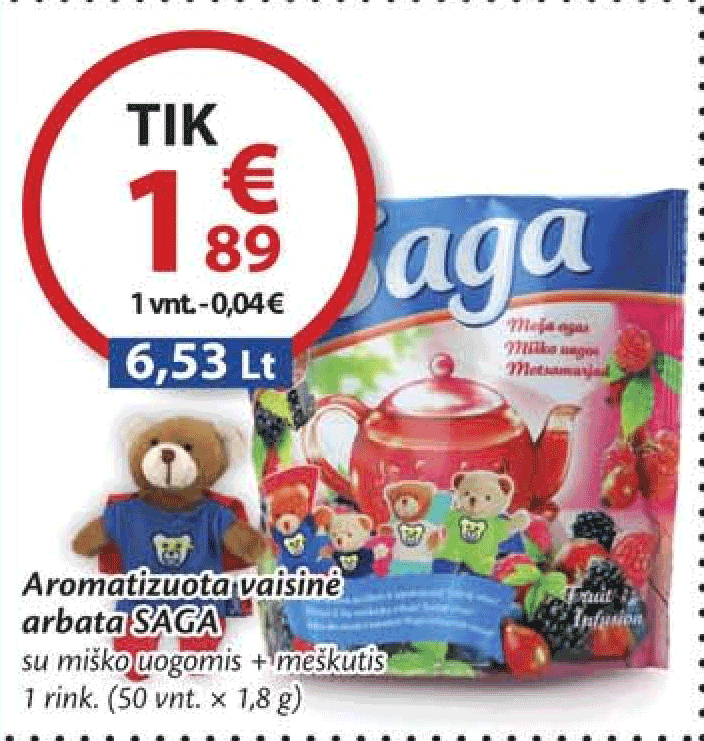 TIK
1 89 €
1 vnt. - 0,04 €
6,53 Lt
Saga
Meža ogas
Miško uogos
Metsamarjad
Fruit
Infusion
Aromatizuota vaisinė
arbata SAGA
su miško uogomis + meškutis
1 rink. (50 vnt. × 1,8 g)